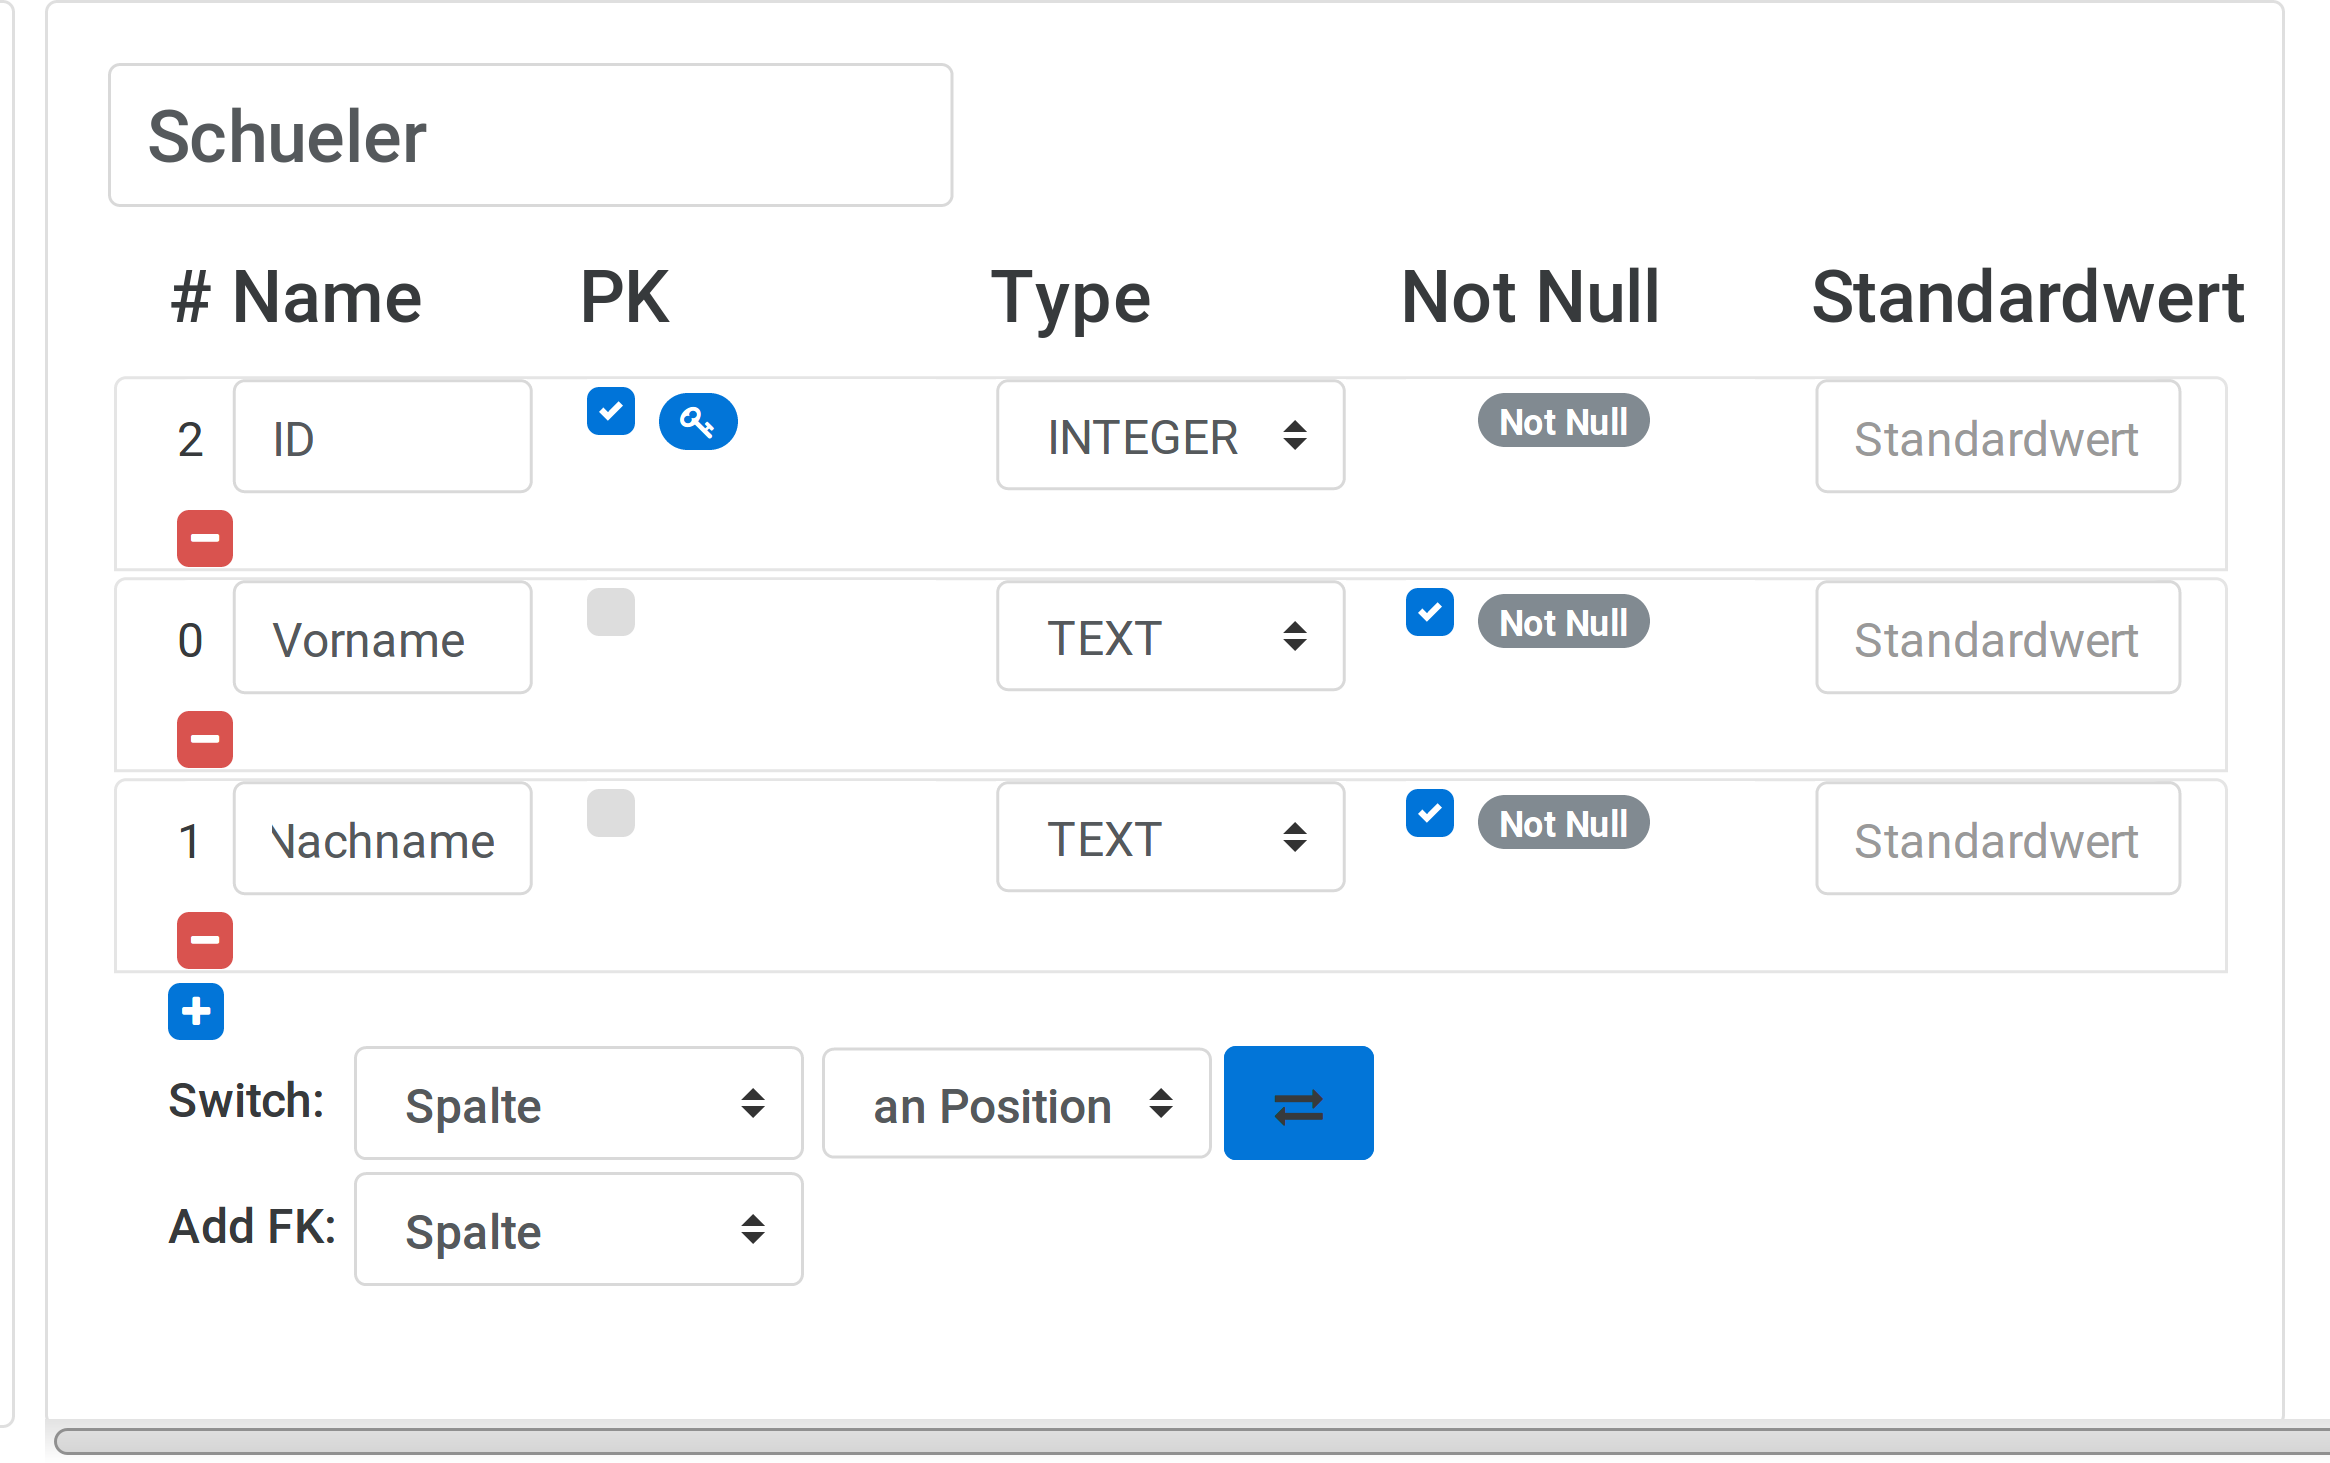 Schueler
# Name PK Type Not Null Standardwert
2 ID INTEGER Not Null Standardwert
0 Vorname TEXT Not Null Standardwert
1 Nachname TEXT Not Null Standardwert
Switch: Spalte an Position
Add FK: Spalte